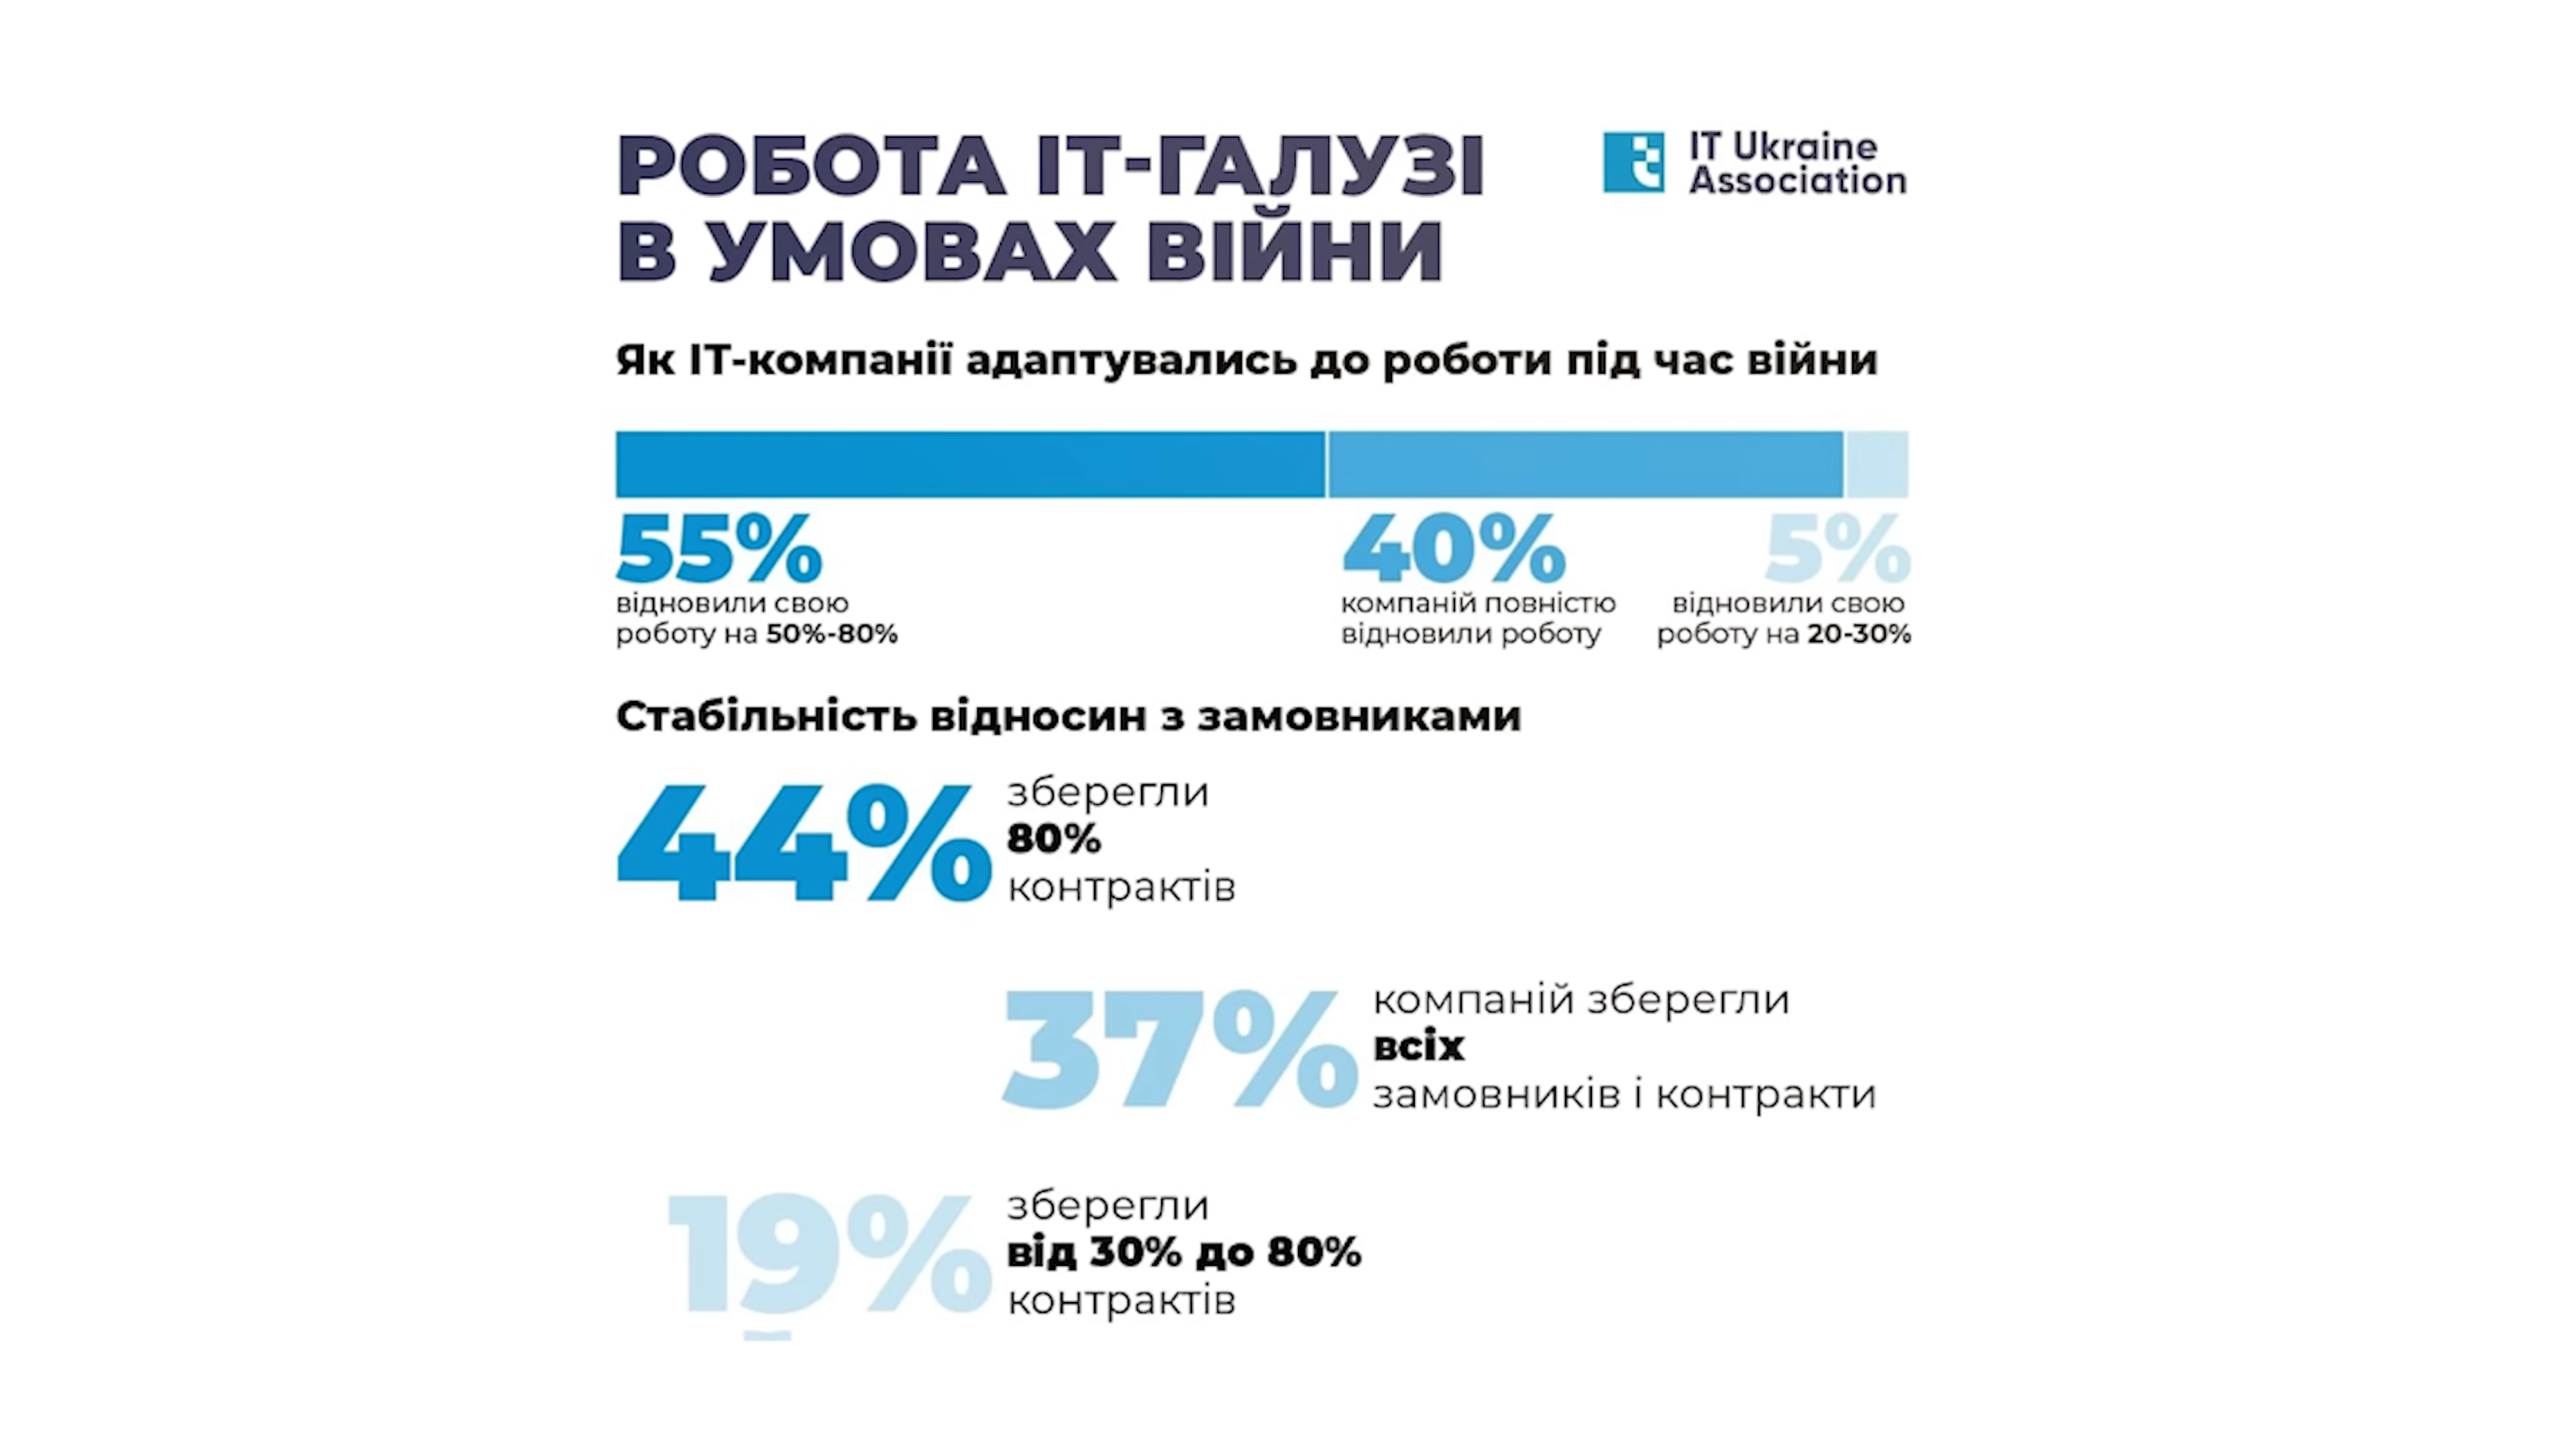 РОБОТА ІТ-ГАЛУЗІ
В УМОВАХ ВІЙНИ
IT Ukraine
Association
Як ІТ-компанії адаптувались до роботи під час війни
55%
відновили свою
роботу на 50%-80%
40%
компаній повністю
відновили роботу
5%
відновили свою
роботу на 20-30%
Стабільність відносин з замовниками
44%
зберегли
80%
контрактів
37%
компаній зберегли
всіх
замовників і контракти
19%
зберегли
від 30% до 80%
контрактів